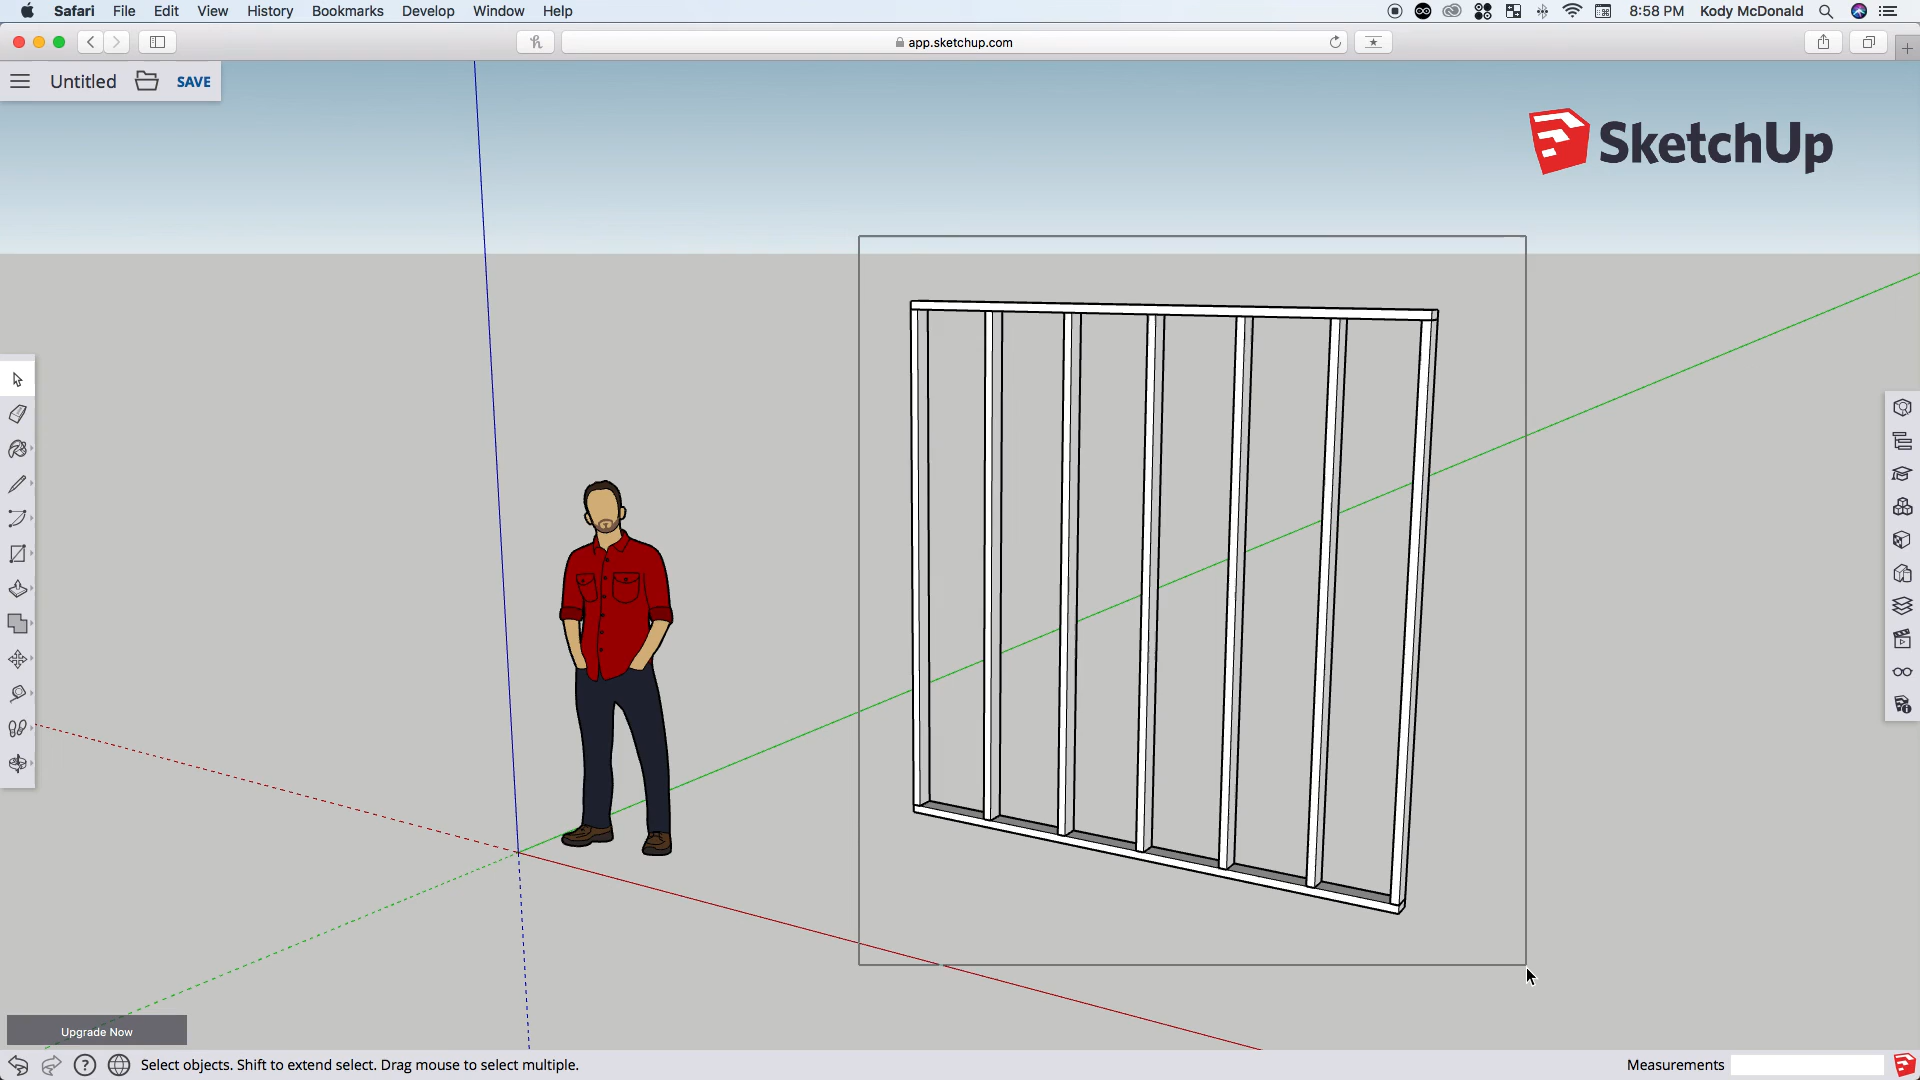 Safari File Edit View History Bookmarks Develop Window Help 8:58 PM Kody McDonald
app.sketchup.com
Untitled SAVE
SketchUp
Upgrade Now
Select objects. Shift to extend select. Drag mouse to select multiple. Measurements